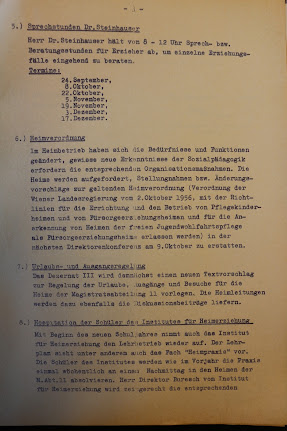 5.) Sprechstunden Dr.Steinhauser
Herr Dr.Steinhauser hält von 8 - 12 Uhr Sprech- bzw.
Beratungsstunden für Erzieher ab, um einzelne Erziehungs-
fälle eingehend zu beraten.
Termine:
24.September,
8.Oktober,
22.Oktober,
5.November,
19.November,
3.Dezember,
17.Dezember.
6.) Heimverordnung
Im Heimbetrieb haben sich die Bedürfnisse und Funktionen
geändert, gewisse neue Erkenntnisse der Sozialpädagogik
erfordern die entsprechenden Organisationsmaßnahmen. Die
Heime werden aufgefordert, Stellungnahmen bzw. Änderungs-
vorschläge zur geltenden Heimverordnung (Verordnung der
Wiener Landesregierung vom 2.Oktober 1956, mit der Richt-
linien für die Errichtung und den Betrieb von Pflegekinder-
heimen und von Fürsorgeerziehungsheimen und für die An-
erkennung von Heimen der freien Jugendwohlfahrtspflege
als Fürsorgeerziehungsheime erlassen werden) in der
nächsten Direktorenkonferenz am 9.Oktober zu erstatten.
7.) Urlaubs- und Ausgangsregelung
Das Dezernat III wird demnächst einen neuen Textvorschlag
zur Regelung der Urlaube, Ausgänge und Besuche für die
Heime der Magistratsabteilung 11 vorlegen. Die Heimleitungen
werden dazu ebenfalls die Diskussionsbeiträge liefern.
8.) Hospitation der Schüler des Institutes für Heimerziehung
Mit Beginn des neuen Schuljahres nimmt auch das Institut
für Heimerziehung den Lehrbetrieb wieder auf. Der Lehr-
plan sieht unter anderem auch das Fach "Heimpraxis" vor.
Die Schüler des Institutes werden wie im Vorjahr die Praxis
einmal wöchentlich an einem Nachmittag in den Heimen der
M.Abt.11 absolvieren. Herr Direktor vom Institut
für Heimerziehung wird zeitgerecht die entsprechenden